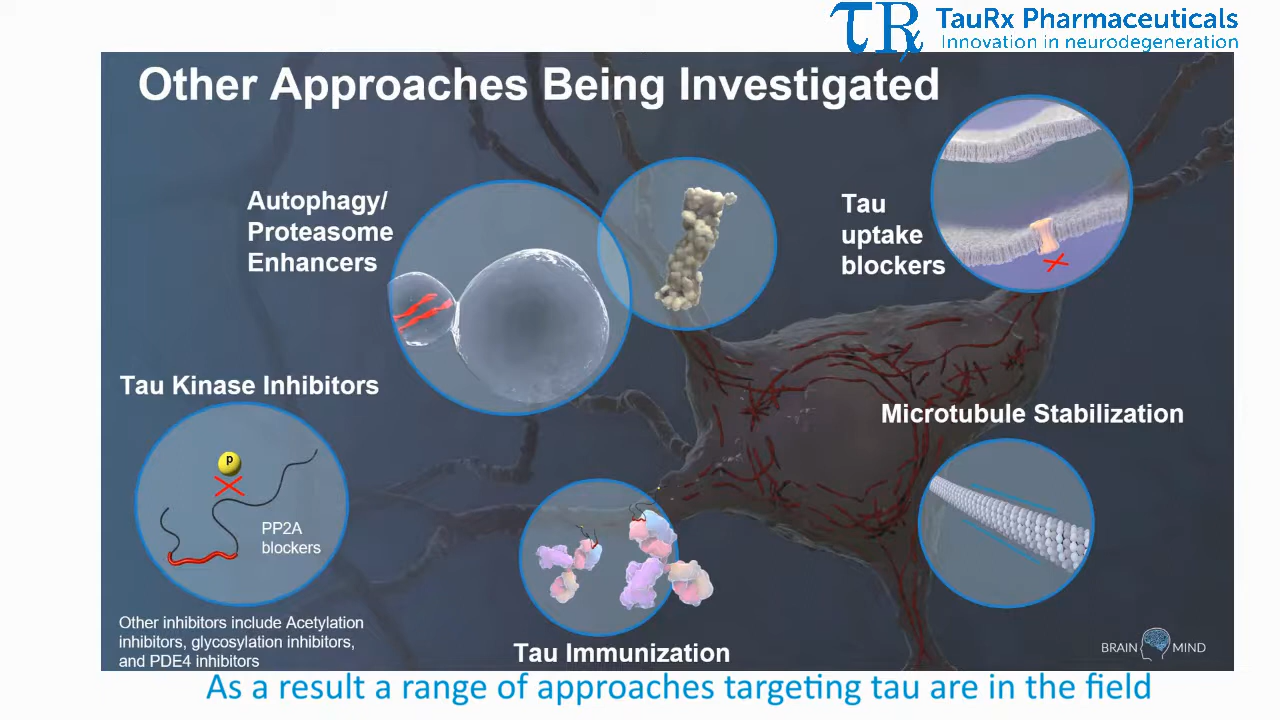 TauRx Pharmaceuticals
Innovation in neurodegeneration
Other Approaches Being Investigated
Autophagy/
Proteasome
Enhancers
Tau
uptake
blockers
Tau Kinase Inhibitors
P
PP2A
blockers
Other inhibitors include Acetylation
inhibitors, glycosylation inhibitors,
and PDE4 inhibitors
Microtubule Stabilization
Tau Immunization
BRAIN MIND
As a result a range of approaches targeting tau are in the field